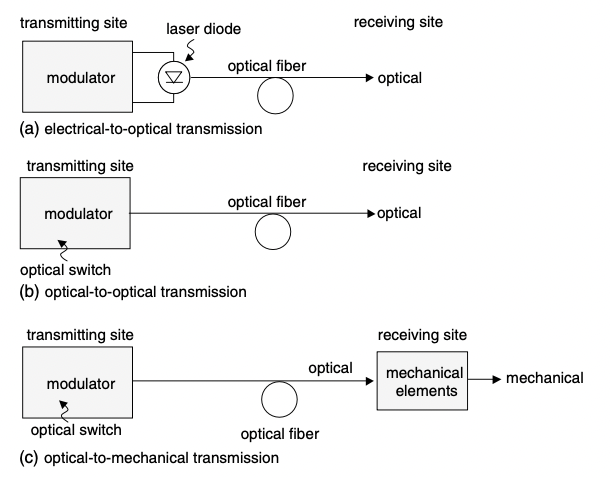 transmitting site
laser diode
receiving site
modulator
optical fiber
optical
(a) electrical-to-optical transmission
transmitting site
receiving site
modulator
optical fiber
optical
optical switch
(b) optical-to-optical transmission
transmitting site
receiving site
modulator
optical
mechanical
elements
mechanical
optical switch
optical fiber
(c) optical-to-mechanical transmission